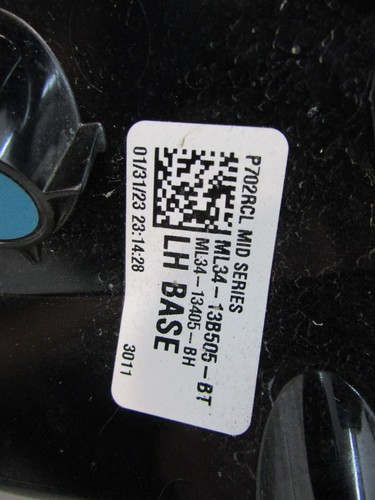 P702RCL MID SERIES
ML34-13B505-BT
ML34-13405-BH
LH BASE
01/31/23 23:14:28
3011